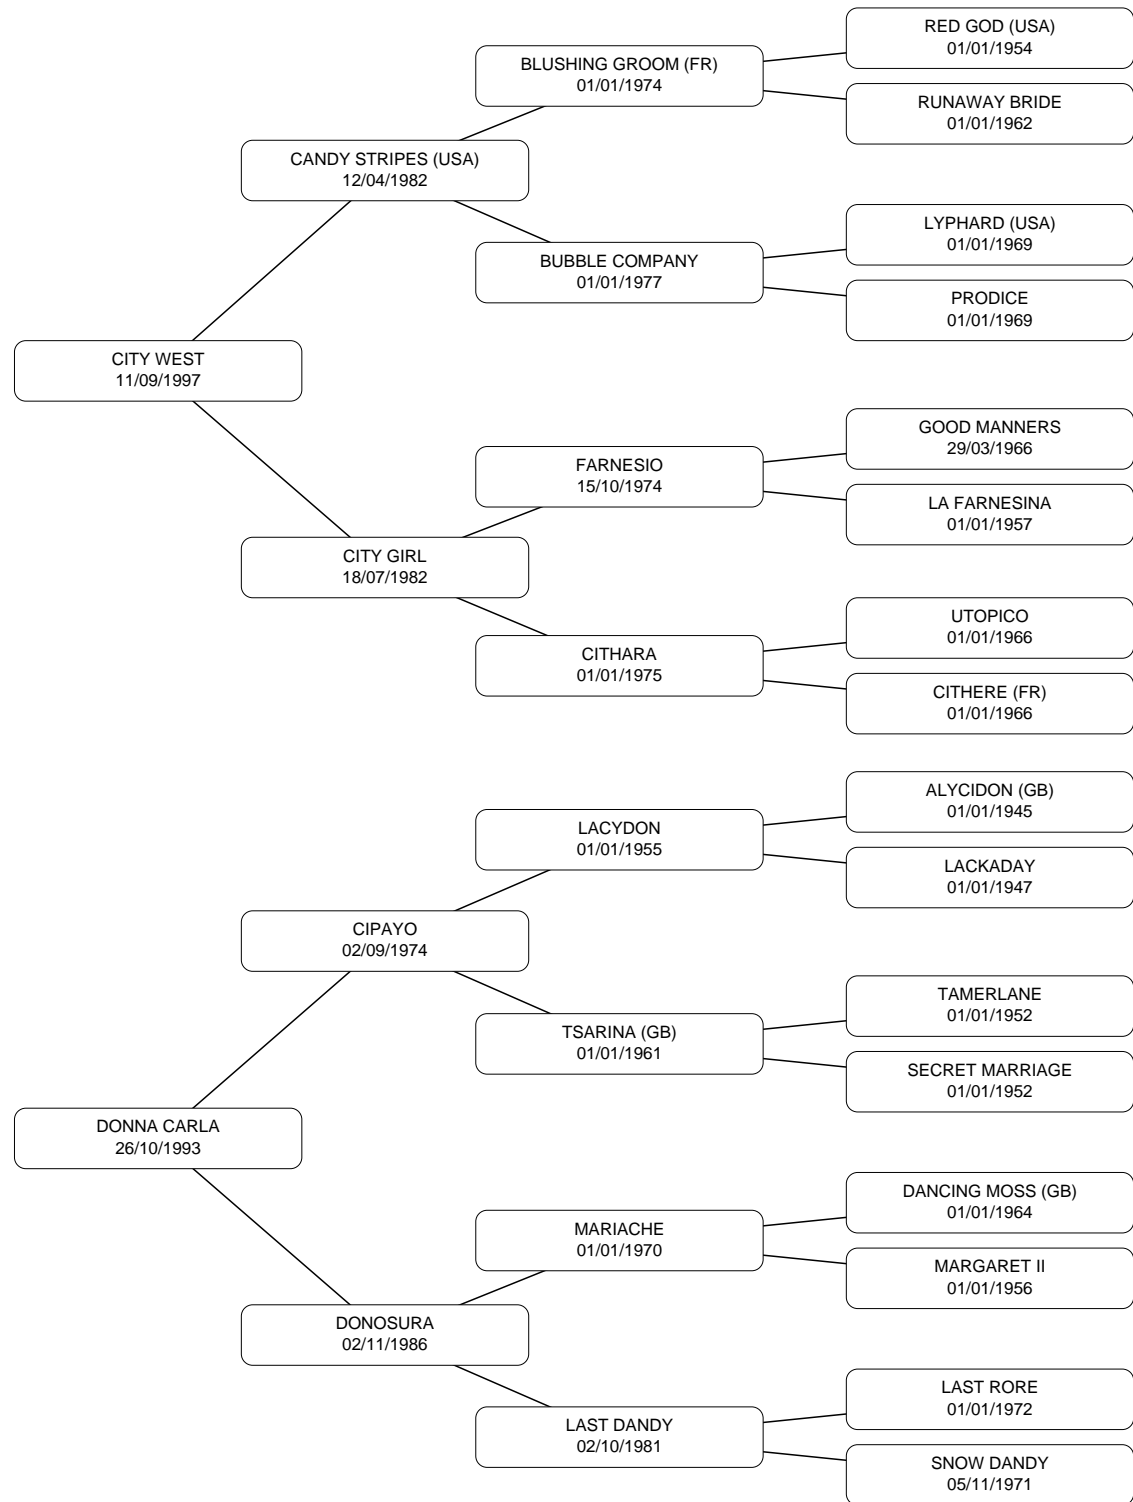 RED GOD (USA)
01/01/1954
BLUSHING GROOM (FR)
01/01/1974
RUNAWAY BRIDE
01/01/1962
CANDY STRIPES (USA)
12/04/1982
LYPHARD (USA)
01/01/1969
BUBBLE COMPANY
01/01/1977
PRODICE
01/01/1969
CITY WEST
11/09/1997
GOOD MANNERS
29/03/1966
FARNESIO
15/10/1974
LA FARNESINA
01/01/1957
CITY GIRL
18/07/1982
UTOPICO
01/01/1966
CITHARA
01/01/1975
CITHERE (FR)
01/01/1966
ALYCIDON (GB)
01/01/1945
LACYDON
01/01/1955
LACKADAY
01/01/1947
CIPAYO
02/09/1974
TAMERLANE
01/01/1952
TSARINA (GB)
01/01/1961
SECRET MARRIAGE
01/01/1952
DONNA CARLA
26/10/1993
DANCING MOSS (GB)
01/01/1964
MARIACHE
01/01/1970
MARGARET II
01/01/1956
DONOSURA
02/11/1986
LAST RORE
01/01/1972
LAST DANDY
02/10/1981
SNOW DANDY
05/11/1971